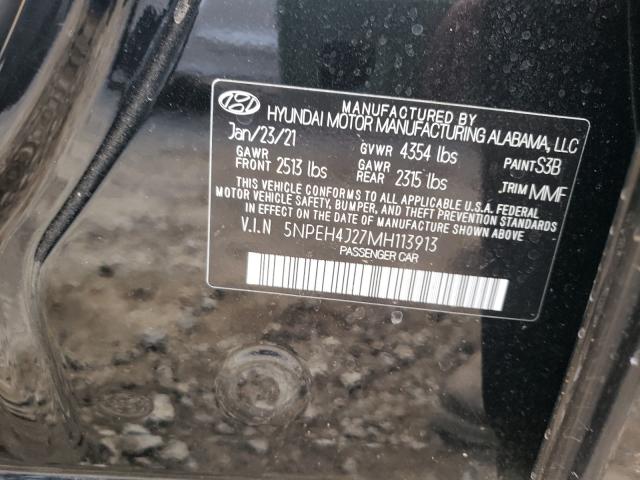 MANUFACTURED BY
HYUNDAI MOTOR MANUFACTURING ALABAMA, LLC
Jan/23/21 GVWR 4354 lbs PAINT S3B
GAWR FRONT 2513 lbs GAWR REAR 2315 lbs TRIM MMF
THIS VEHICLE CONFORMS TO ALL APPLICABLE U.S.A. FEDERAL
MOTOR VEHICLE SAFETY, BUMPER, AND THEFT PREVENTION STANDARDS
IN EFFECT ON THE DATE OF MANUFACTURE SHOWN ABOVE
V.I.N 5NPEH4J27MH113913
PASSENGER CAR